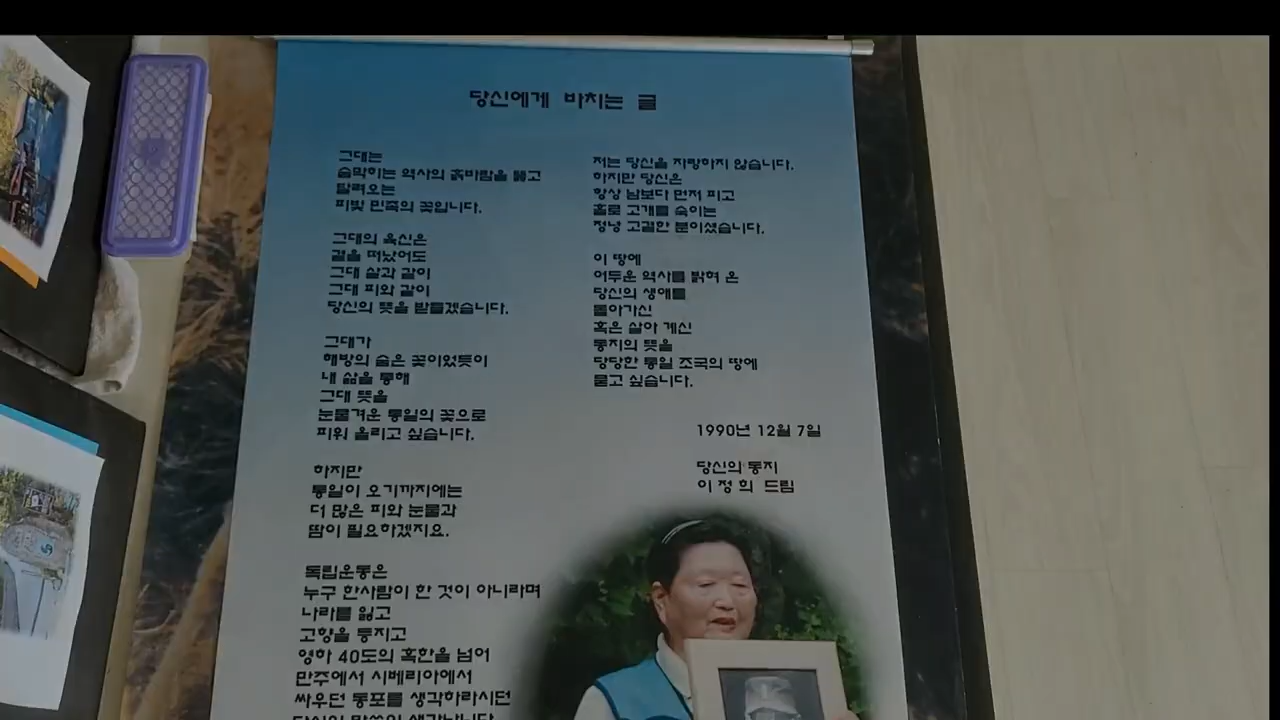 당신에게 바치는 글
그대는
숨막히는 역사의 흙바람을 뚫고
달려오는
피빛 민족의 꽃입니다.
그대의 육신은
곁을 떠났어도
그대 살과 같이
그대 피와 같이
당신의 뜻을 받들겠습니다.
그대가
해방의 숨은 꽃이었듯이
내 삶을 통해
그대 뜻을
눈물겨운 통일의 꽃으로
피워 올리고 싶습니다.
하지만
통일이 오기까지에는
더 많은 피와 눈물과
땀이 필요하겠지요.
독립운동은
누구 한사람이 한 것이 아니라며
나라를 잃고
고향을 등지고
영하 40도의 혹한을 넘어
만주에서 시베리아에서
싸우던 동포를 생각하라시던
저는 당신을 자랑하지 않습니다.
하지만 당신은
항상 남보다 먼저 피고
홀로 고개를 숙이는
정녕 고결한 분이셨습니다.
이 땅에
어두운 역사를 밝혀 온
당신의 생애를
돌아가신
혹은 살아 계신
동지의 뜻을
당당한 통일 조국의 땅에
묻고 싶습니다.
1990년 12월 7일
당신의 동지
이 정 희 드림